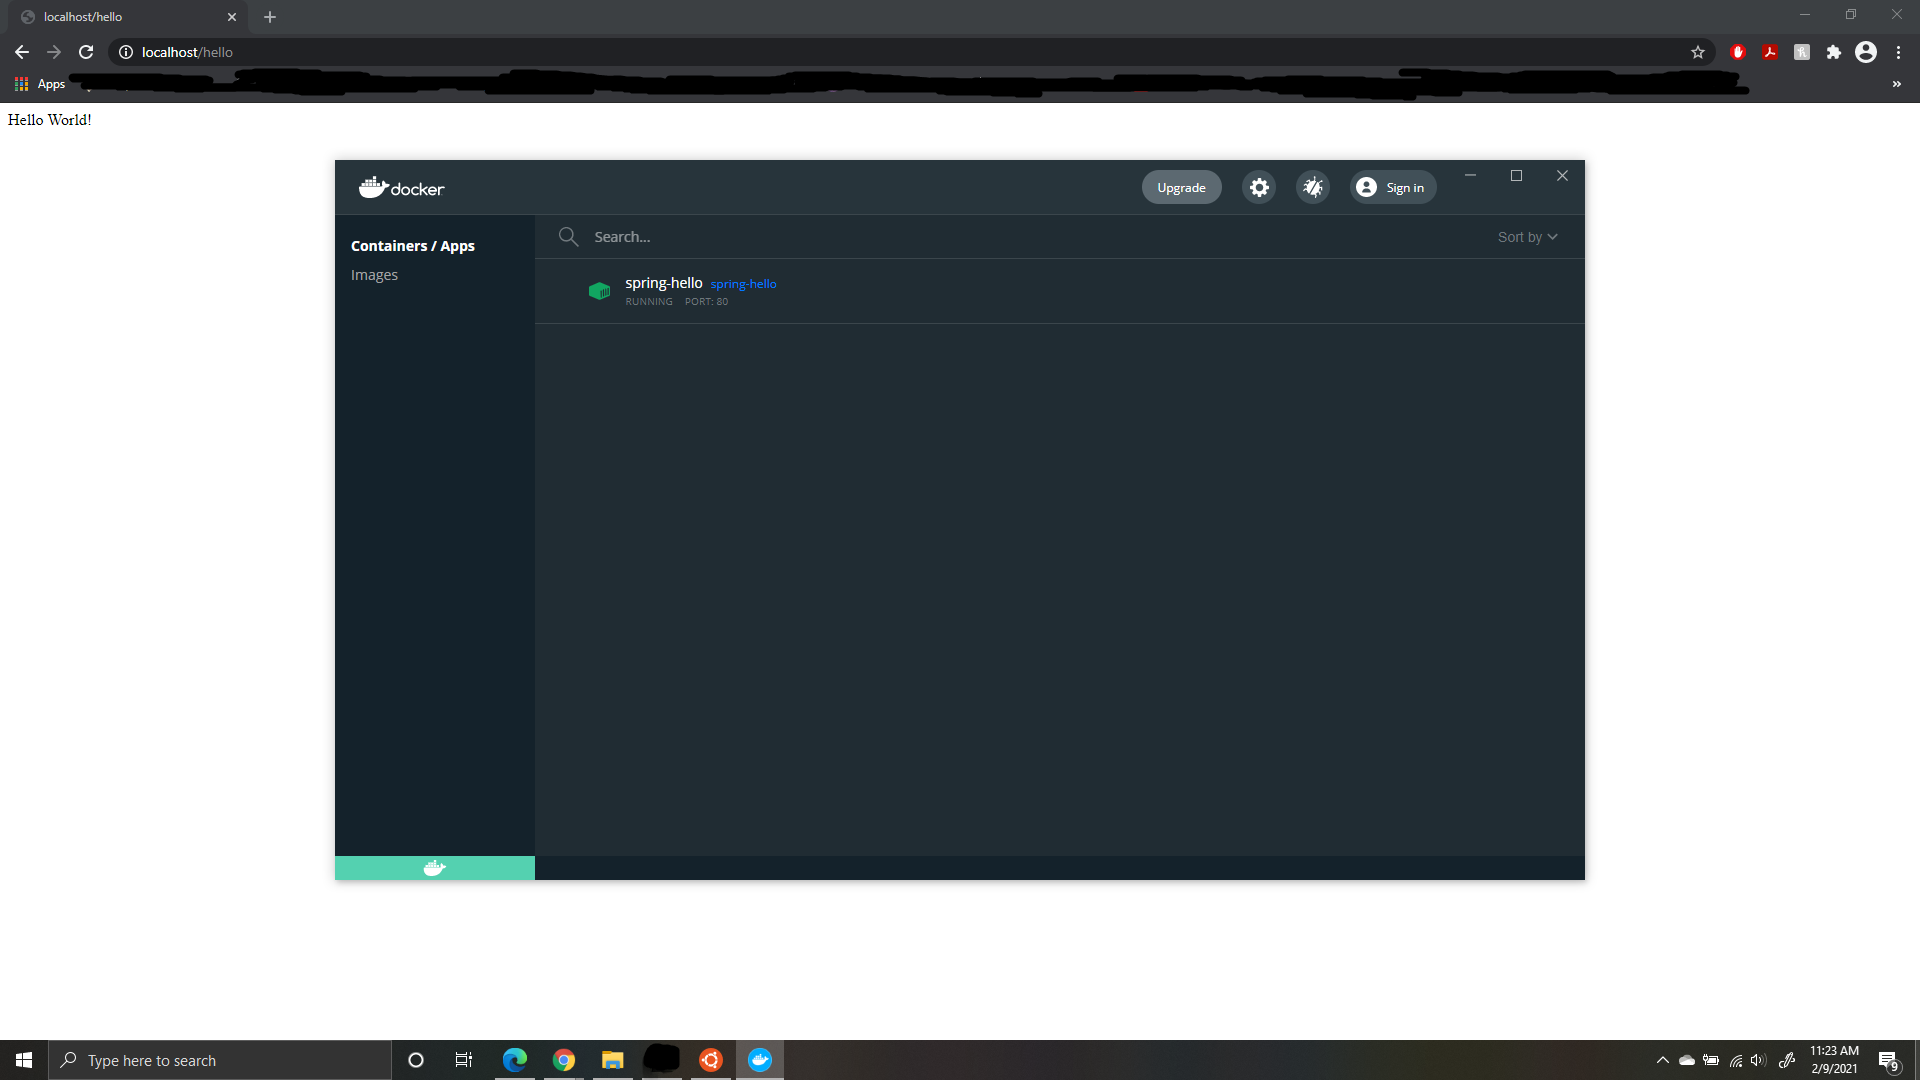 localhost/hello
localhost/hello
Apps
»
Hello World!
docker
Upgrade
Sign in
Containers / Apps
Images
Search...
Sort by
spring-hello spring-hello
RUNNING PORT: 80
Type here to search
11:23 AM
2/9/2021
9